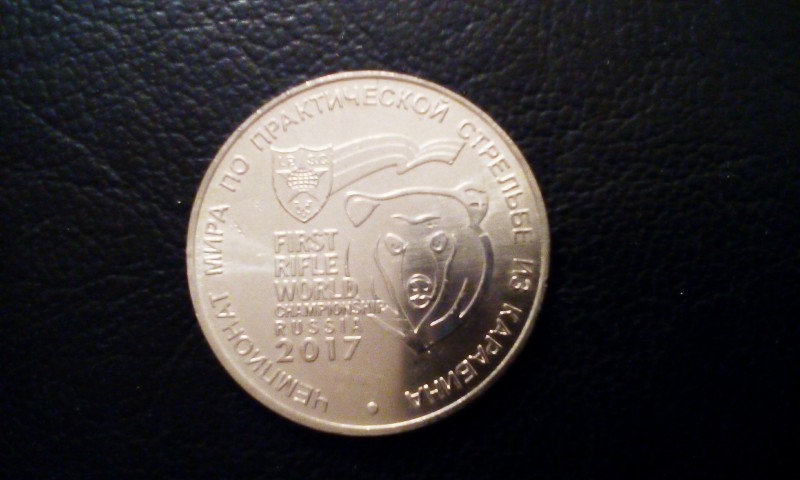 ЧЕМПИОНАТ МИРА ПО ПРАКТИЧЕСКОЙ СТРЕЛЬБЕ ИЗ КАРАБИНА
I.P.S.C
FIRST
RIFLE
WORLD
CHAMPIONSHIP
RUSSIA
2017